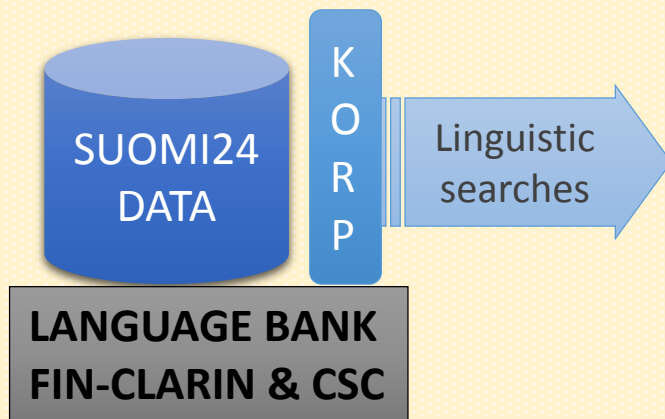 SUOMI24
DATA
K
O
R
P
Linguistic
searches
LANGUAGE BANK
FIN-CLARIN & CSC